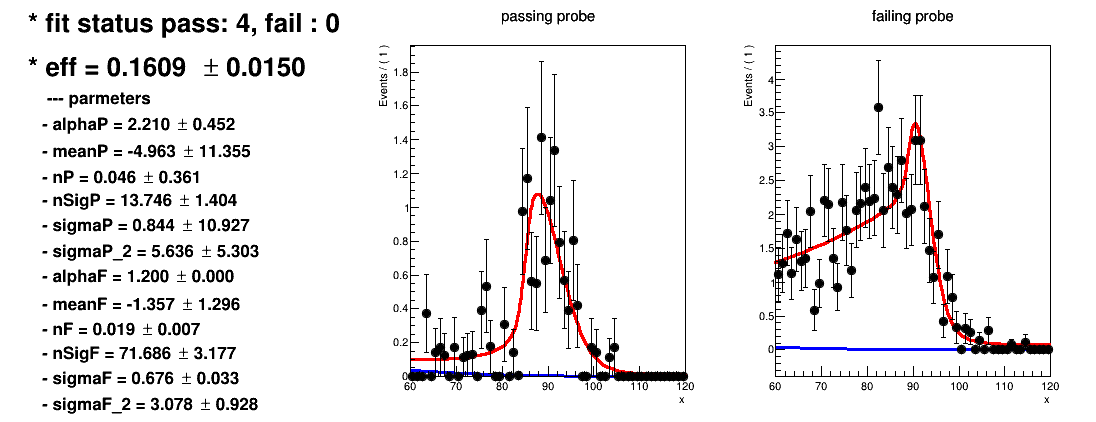 * fit status pass: 4, fail : 0
* eff = 0.1609 ± 0.0150
--- parmeters
- alphaP = 2.210 ± 0.452
- meanP = -4.963 ± 11.355
- nP = 0.046 ± 0.361
- nSigP = 13.746 ± 1.404
- sigmaP = 0.844 ± 10.927
- sigmaP_2 = 5.636 ± 5.303
- alphaF = 1.200 ± 0.000
- meanF = -1.357 ± 1.296
- nF = 0.019 ± 0.007
- nSigF = 71.686 ± 3.177
- sigmaF = 0.676 ± 0.033
- sigmaF_2 = 3.078 ± 0.928
passing probe
Events / ( 1 )
1.8
1.6
1.4
1.2
1
0.8
0.6
0.4
0.2
0
60 70 80 90 100 110 120
x
failing probe
Events / ( 1 )
4
3.5
3
2.5
2
1.5
1
0.5
0
60 70 80 90 100 110 120
x